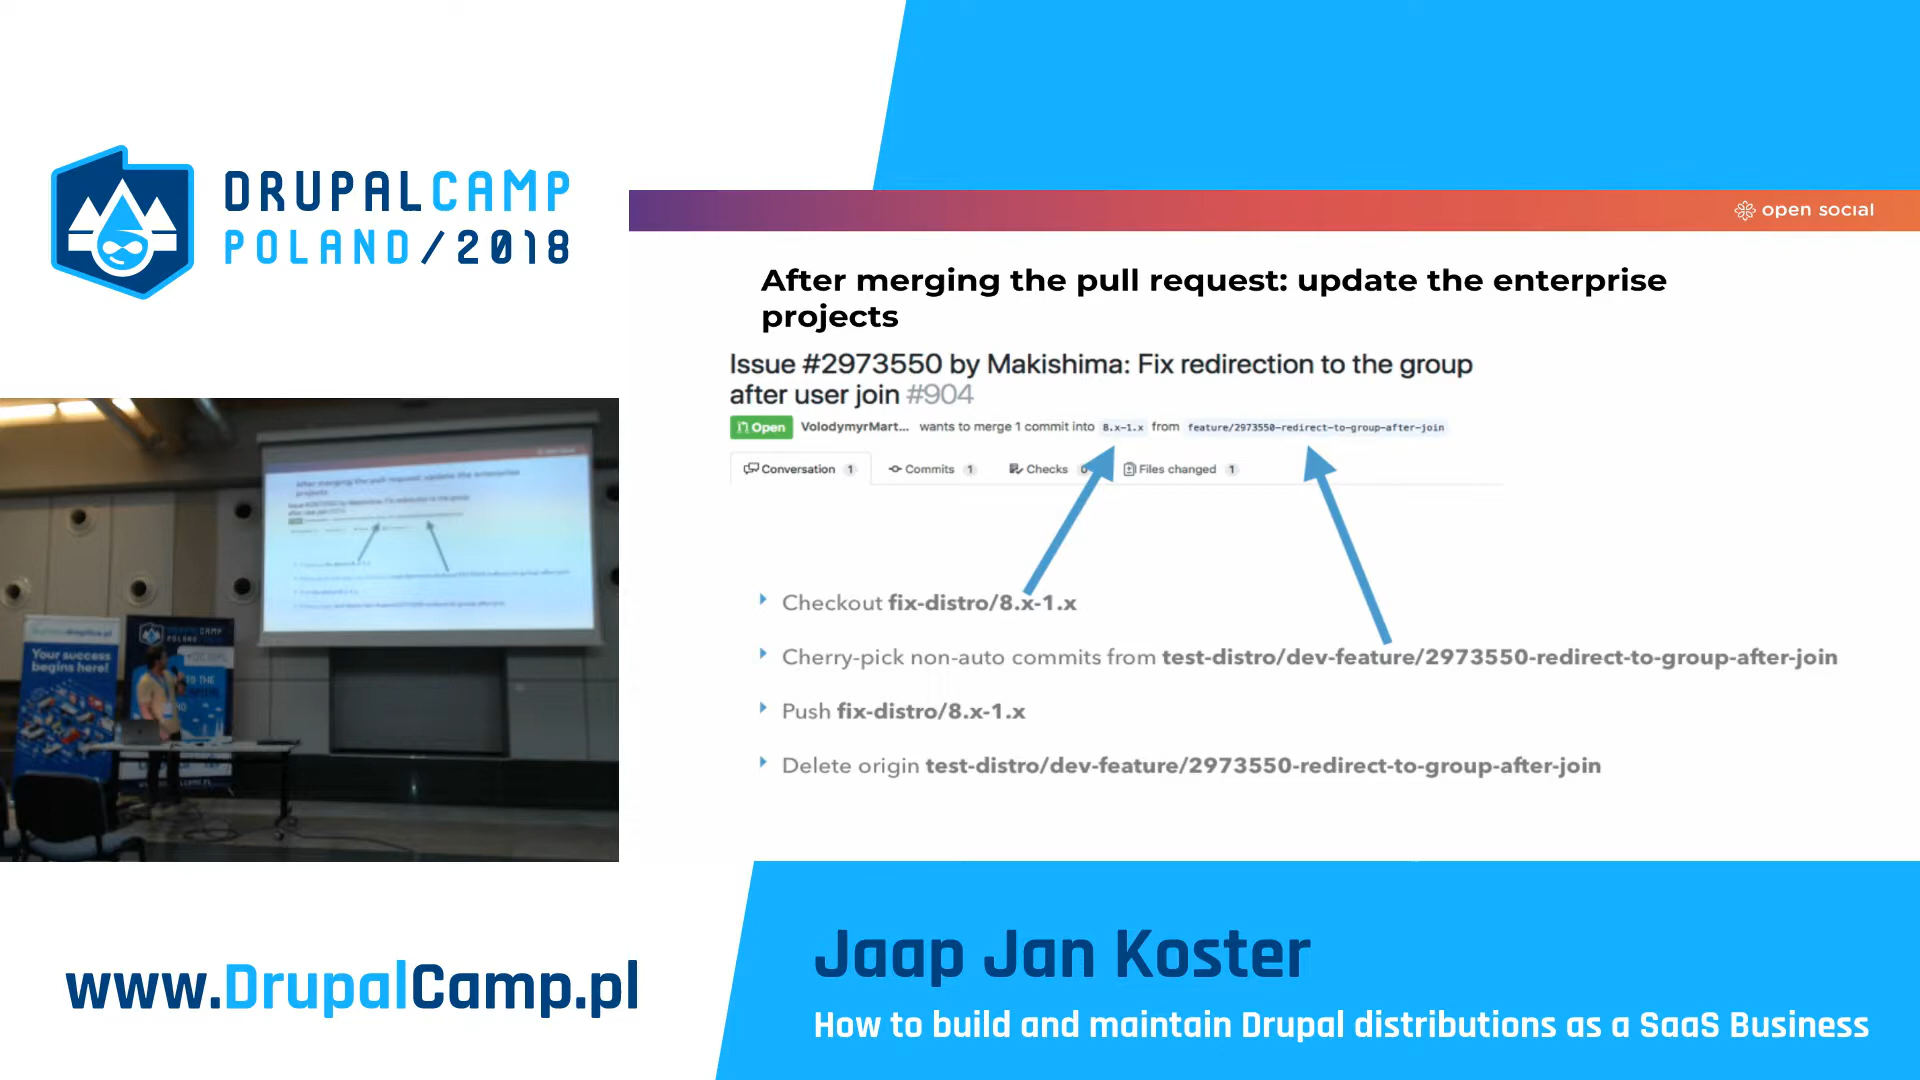 DRUPALCAMP
POLAND/2018
open social
After merging the pull request: update the enterprise
projects
Issue #2973550 by Makishima: Fix redirection to the group
after user join #904
Open VolodymyrMart... wants to merge 1 commit into 8.x-1.x from feature/2973550-redirect-to-group-after-join
Conversation 1 Commits 1 Checks 0 Files changed 1
Checkout fix-distro/8.x-1.x
Cherry-pick non-auto commits from test-distro/dev-feature/2973550-redirect-to-group-after-join
Push fix-distro/8.x-1.x
Delete origin test-distro/dev-feature/2973550-redirect-to-group-after-join
Your success
begins here!
www.DrupalCamp.pl
Jaap Jan Koster
How to build and maintain Drupal distributions as a SaaS Business